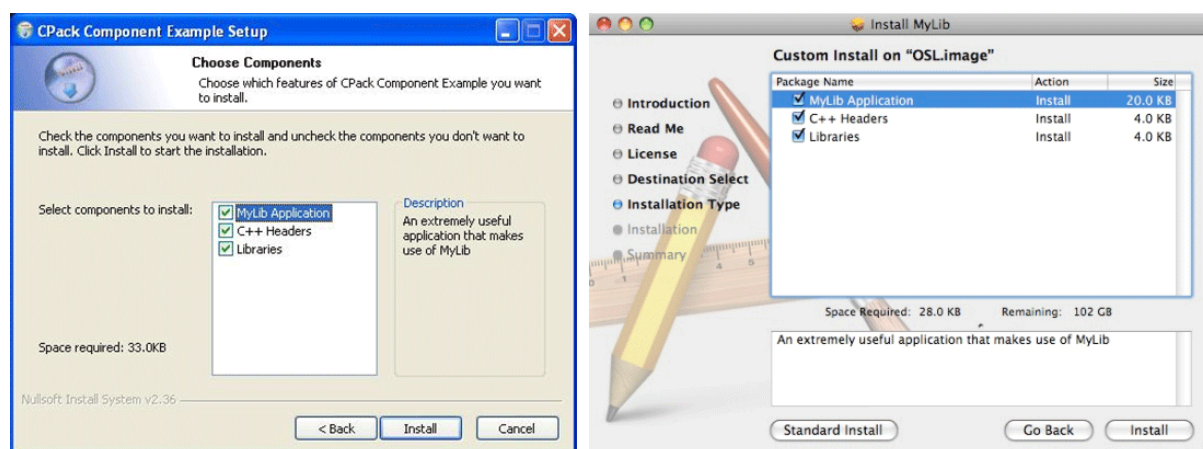 CPack Component Example Setup
Choose Components
Choose which features of CPack Component Example you want
to install.
Check the components you want to install and uncheck the components you don't want to
install. Click Install to start the installation.
Select components to install:
MyLib Application
C++ Headers
Libraries
Description
An extremely useful
application that makes
use of MyLib
Space required: 33.0KB
Nullsoft Install System v2.36
< Back
Install
Cancel
Install MyLib
Custom Install on "OSL.image"
Introduction
Read Me
License
Destination Select
Installation Type
Installation
Summary
Package Name Action Size
MyLib Application Install 20.0 KB
C++ Headers Install 4.0 KB
Libraries Install 4.0 KB
Space Required: 28.0 KB Remaining: 102 GB
An extremely useful application that makes use of MyLib
Standard Install
Go Back
Install